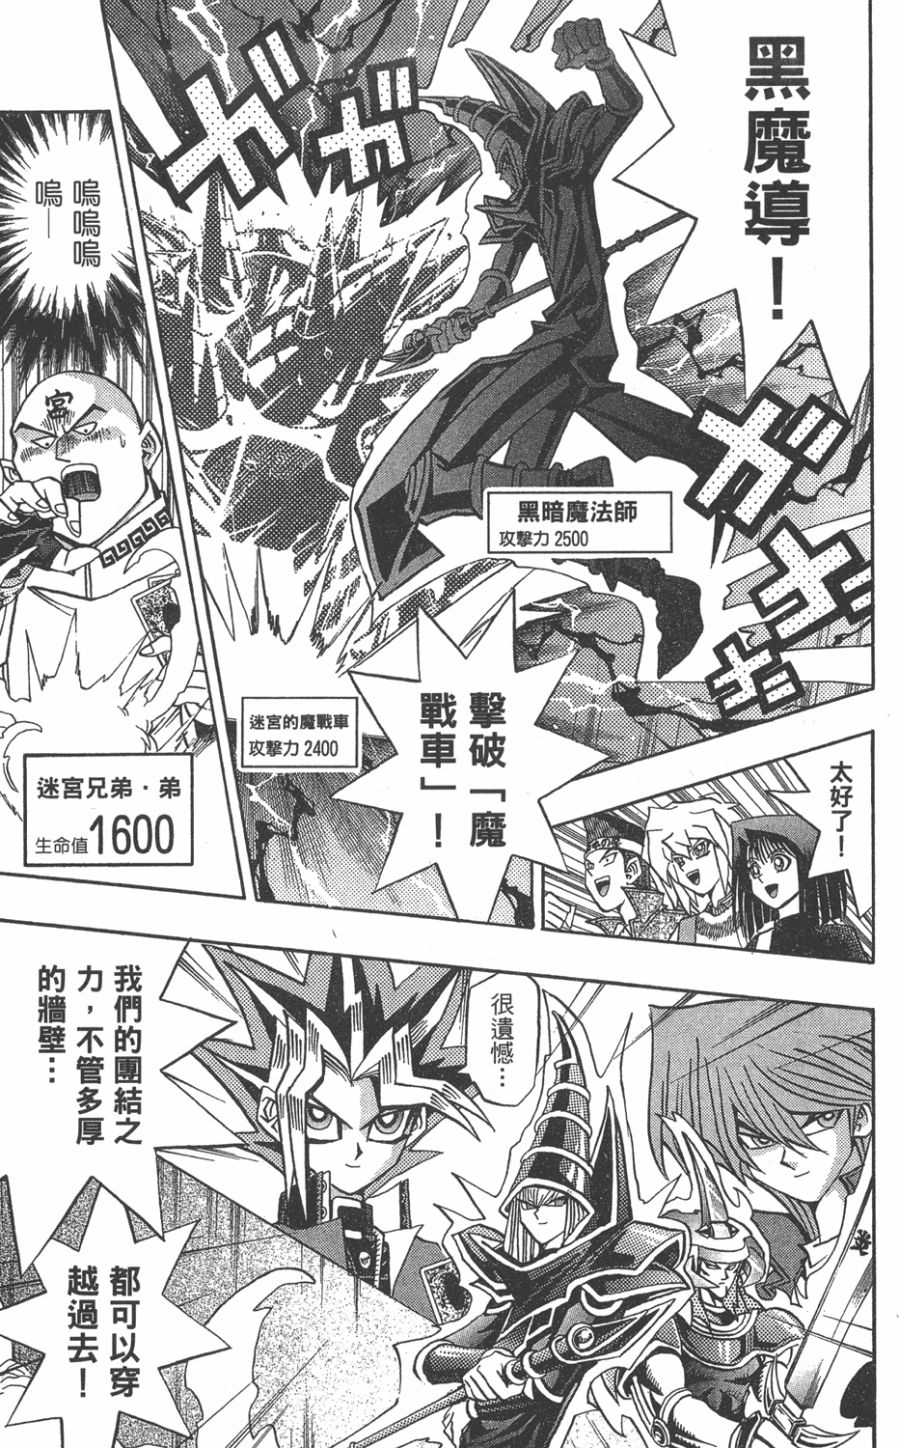 黑魔導！
ガガガガ
黑暗魔法師
攻擊力 2500
擊破「魔
戰車」！
迷宮的魔戰車
攻擊力 2400
嗚嗚嗚
嗚—
宮
迷宮兄弟．弟
生命值 1600
太好了！
很遺憾…
我們的團結之
力，不管多厚
的牆壁…
都可以穿
越過去！